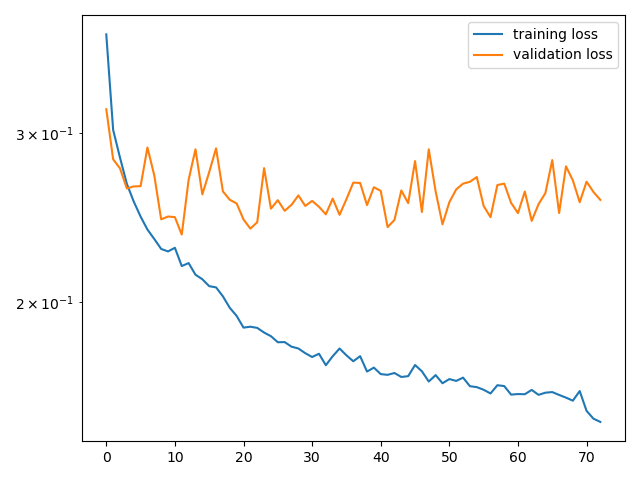 training loss
validation loss
3 × 10⁻¹
2 × 10⁻¹
0 10 20 30 40 50 60 70